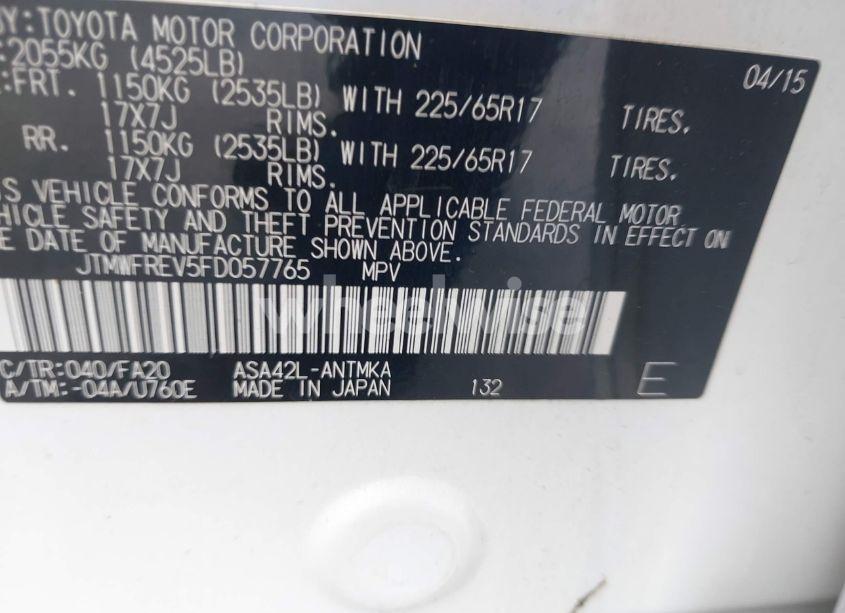 BY:TOYOTA MOTOR CORPORATION 04/15
:2055KG (4525LB)
:FRT. 1150KG (2535LB) WITH 225/65R17 TIRES.
17X7J RIMS.
RR. 1150KG (2535LB) WITH 225/65R17 TIRES.
17X7J RIMS.
VEHICLE CONFORMS TO ALL APPLICABLE FEDERAL MOTOR
HICLE SAFETY AND THEFT PREVENTION STANDARDS IN EFFECT ON
E DATE OF MANUFACTURE SHOWN ABOVE.
JTMWFREV5FD057765 MPV
wheelwise
C/TR:040/FA20 ASA42L-ANTMKA
A/TM:-04A/U760E MADE IN JAPAN 132 E